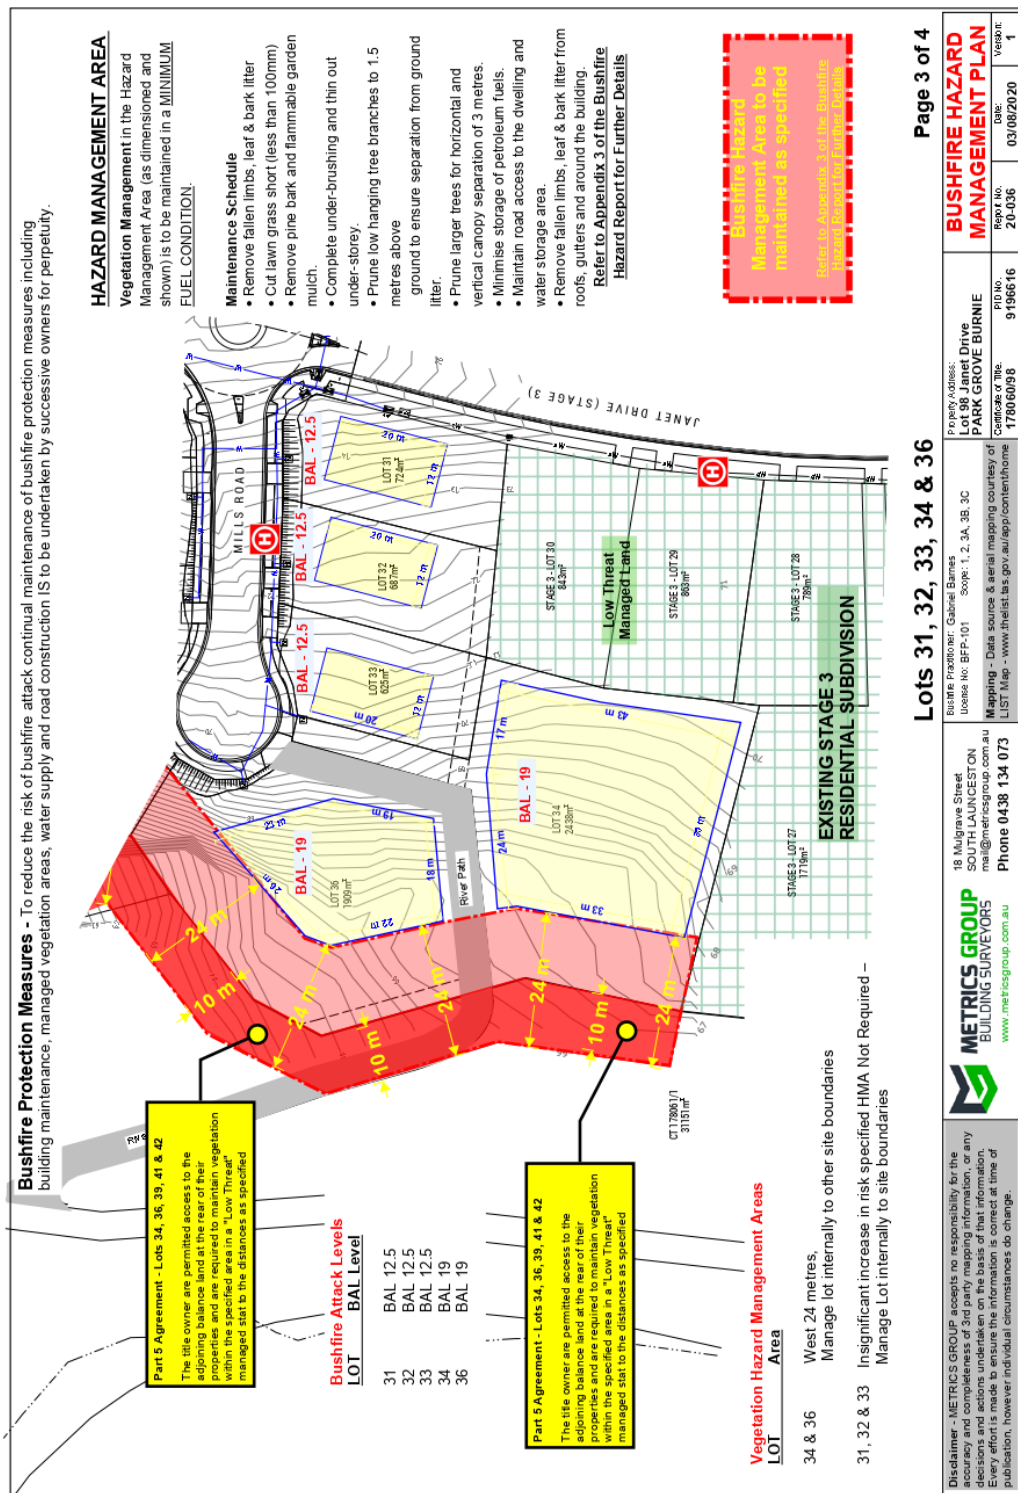 Bushfire Protection Measures - To reduce the risk of bushfire attack continual maintenance of bushfire protection measures including
building maintenance, managed vegetation areas, water supply and road construction IS to be undertaken by successive owners for perpetuity.
HAZARD MANAGEMENT AREA
Vegetation Management in the Hazard
Management Area (as dimensioned and
shown) is to be maintained in a MINIMUM
FUEL CONDITION.
Maintenance Schedule
• Remove fallen limbs, leaf & bark litter
• Cut lawn grass short (less than 100mm)
• Remove pine bark and flammable garden
mulch.
• Complete under-brushing and thin out
under-storey.
• Prune low hanging tree branches to 1.5
metres above
ground to ensure separation from ground
litter.
• Prune larger trees for horizontal and
vertical canopy separation of 3 metres.
• Minimise storage of petroleum fuels.
• Maintain road access to the dwelling and
water storage area.
• Remove fallen limbs, leaf & bark litter from
roofs, gutters and around the building.
Refer to Appendix 3 of the Bushfire
Hazard Report for Further Details
Bushfire Hazard
Management Area to be
maintained as specified
Refer to Appendix 3 of the Bushfire
Hazard Report for Further Details
Part 5 Agreement - Lots 34, 36, 39, 41 & 42
The title owner are permitted access to the
adjoining balance land at the rear of their
properties and are required to maintain vegetation
within the specified area in a "Low Threat"
managed stat to the distances as specified
Bushfire Attack Levels
LOT BAL Level
31 BAL 12.5
32 BAL 12.5
33 BAL 12.5
34 BAL 19
36 BAL 19
Part 5 Agreement - Lots 34, 36, 39, 41 & 42
The title owner are permitted access to the
adjoining balance land at the rear of their
properties and are required to maintain vegetation
within the specified area in a "Low Threat"
managed stat to the distances as specified
Vegetation Hazard Management Areas
LOT Area
34 & 36 West 24 metres,
Manage lot internally to other site boundaries
31, 32 & 33 Insignificant increase in risk specified HMA Not Required –
Manage Lot internally to site boundaries
MILLS ROAD
H
JANET DRIVE (STAGE 3)
H
BAL - 12.5
20 m
LOT 31
724m²
12 m
BAL - 12.5
20 m
LOT 32
687m²
12 m
BAL - 12.5
20 m
LOT 33
625m²
12 m
BAL - 19
23 m
19 m
26 m
LOT 36
1909m²
18 m
22 m
River Path
BAL - 19
17 m
43 m
24 m
LOT 34
2438m²
33 m
24 m
10 m
24 m
10 m
24 m
24 m
10 m
24 m
CT 178061/1
31151m²
STAGE 3 - LOT 30
843m²
Low Threat
Managed Land
STAGE 3 - LOT 29
863m²
STAGE 3 - LOT 28
789m²
EXISTING STAGE 3
RESIDENTIAL SUBDIVISION
STAGE 3 - LOT 27
1719m²
Lots 31, 32, 33, 34 & 36
Page 3 of 4
Disclaimer - METRICS GROUP accepts no responsibility for the
accuracy and completeness of 3rd party mapping information, or any
decisions and actions undertaken on the basis of that information.
Every effort is made to ensure the information is correct at time of
publication, however individual circumstances do change.
METRICS GROUP
BUILDING SURVEYORS
www.metricsgroup.com.au
18 Mulgrave Street
SOUTH LAUNCESTON
mail@metricsgroup.com.au
Phone 0438 134 073
Bushfire Practitioner: Gabriel Barnes
License No: BFP-101 Scope: 1, 2, 3A, 3B, 3C
Mapping - Data source & aerial mapping courtesy of
LIST Map - www.thelist.tas.gov.au/app/content/home
Property Address:
Lot 98 Janet Drive
PARK GROVE BURNIE
Certificate of Title. PID No.
178060/98 9196616
BUSHFIRE HAZARD
MANAGEMENT PLAN
Report No. Date: Version:
20-036 03/08/2020 1